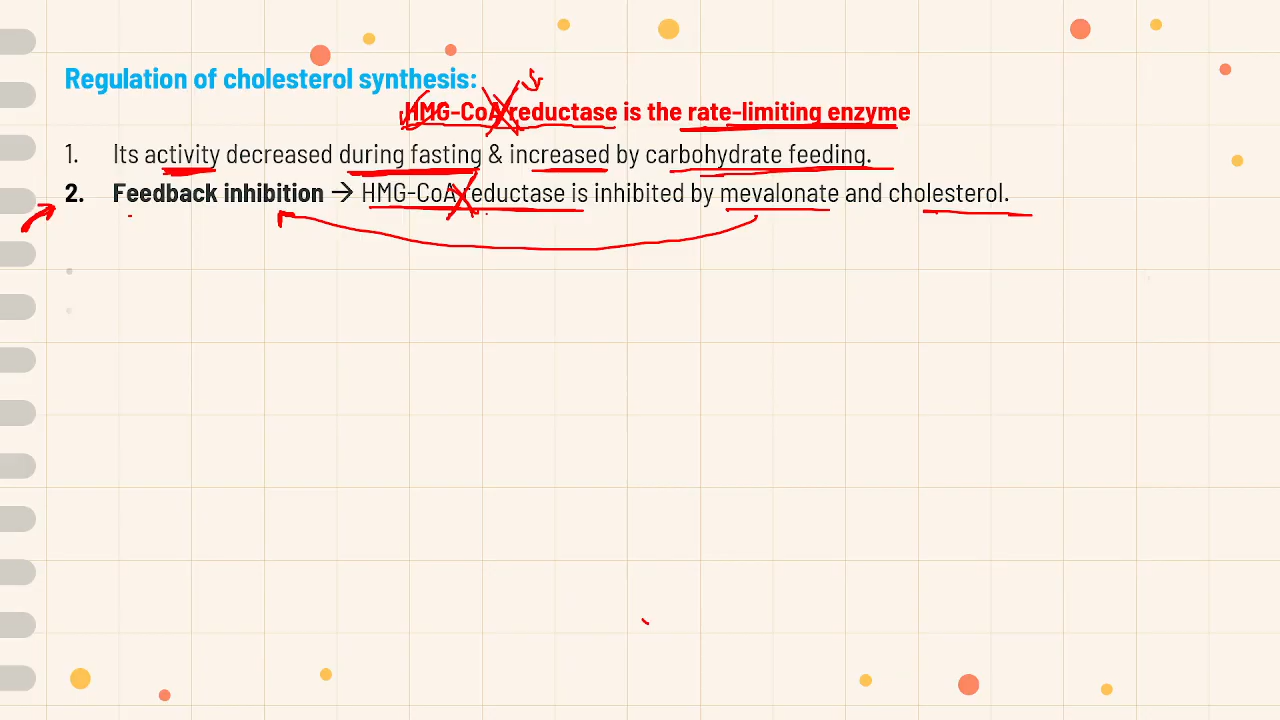 Regulation of cholesterol synthesis:
HMG-CoA reductase is the rate-limiting enzyme
1. Its activity decreased during fasting & increased by carbohydrate feeding.
2. Feedback inhibition → HMG-CoA reductase is inhibited by mevalonate and cholesterol.